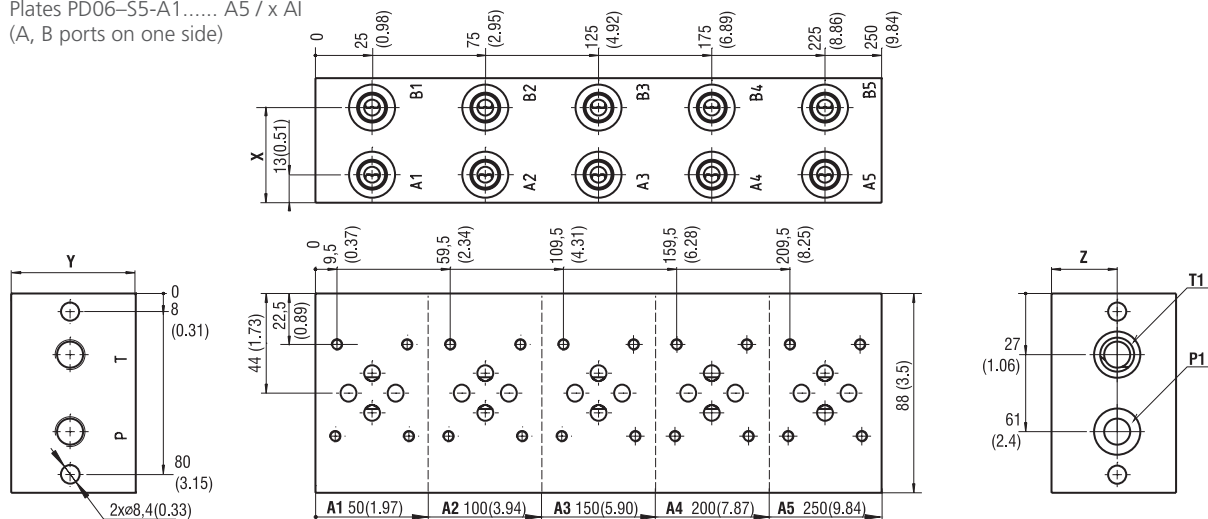 Plates PD06–S5-A1...... A5 / x Al
(A, B ports on one side)
0
25
(0.98)
75
(2.95)
125
(4.92)
175
(6.89)
225
(8.86)
250
(9.84)
X
13(0.51)
B1
B2
B3
B4
B5
A1
A2
A3
A4
A5
Y
0
8
(0.31)
T
P
80
(3.15)
2xø8,4(0.33)
0
9,5
(0.37)
59,5
(2.34)
109,5
(4.31)
159,5
(6.28)
209,5
(8.25)
44 (1.73)
22,5
(0.89)
88 (3.5)
A1 50(1.97)
A2 100(3.94)
A3 150(5.90)
A4 200(7.87)
A5 250(9.84)
Z
T1
27
(1.06)
P1
61
(2.4)